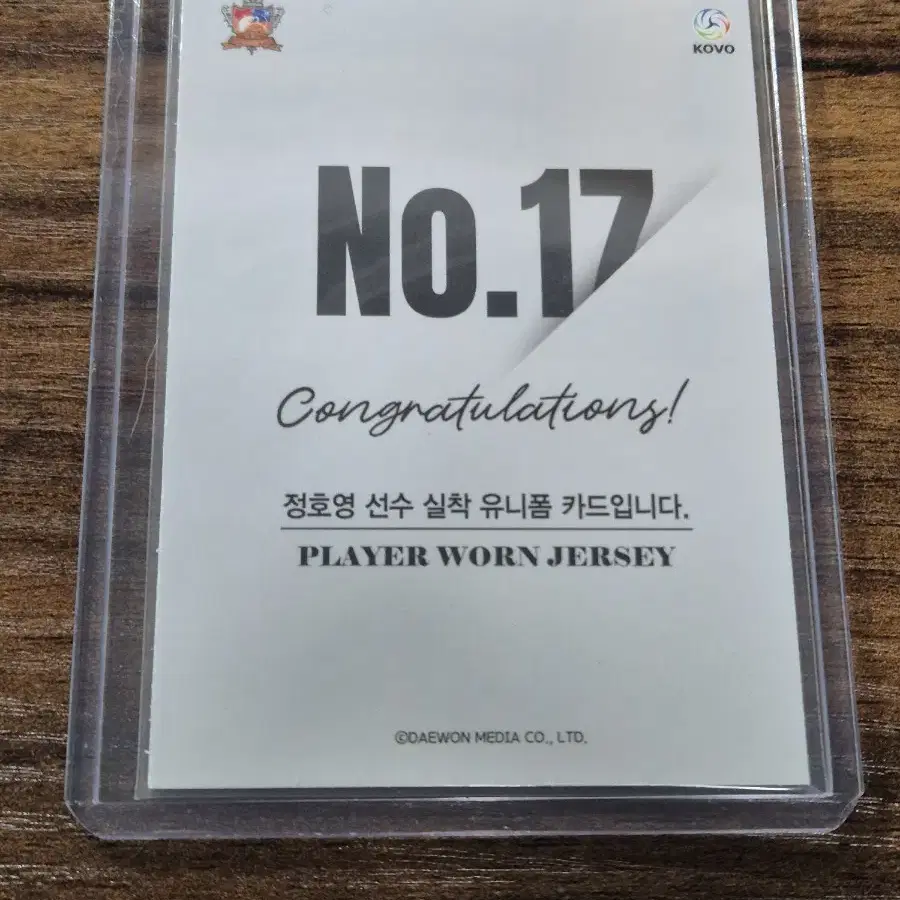 KOVO
No.17
Congratulations!
정호영 선수 실착 유니폼 카드입니다.
PLAYER WORN JERSEY
©DAEWON MEDIA CO., LTD.